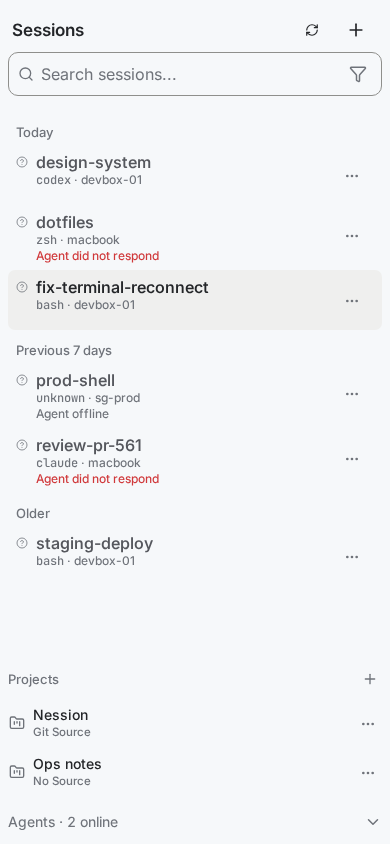 Sessions
Search sessions...
Today
design-system
codex · devbox-01
dotfiles
zsh · macbook
Agent did not respond
fix-terminal-reconnect
bash · devbox-01
Previous 7 days
prod-shell
unknown · sg-prod
Agent offline
review-pr-561
claude · macbook
Agent did not respond
Older
staging-deploy
bash · devbox-01
Projects
Nession
Git Source
Ops notes
No Source
Agents · 2 online